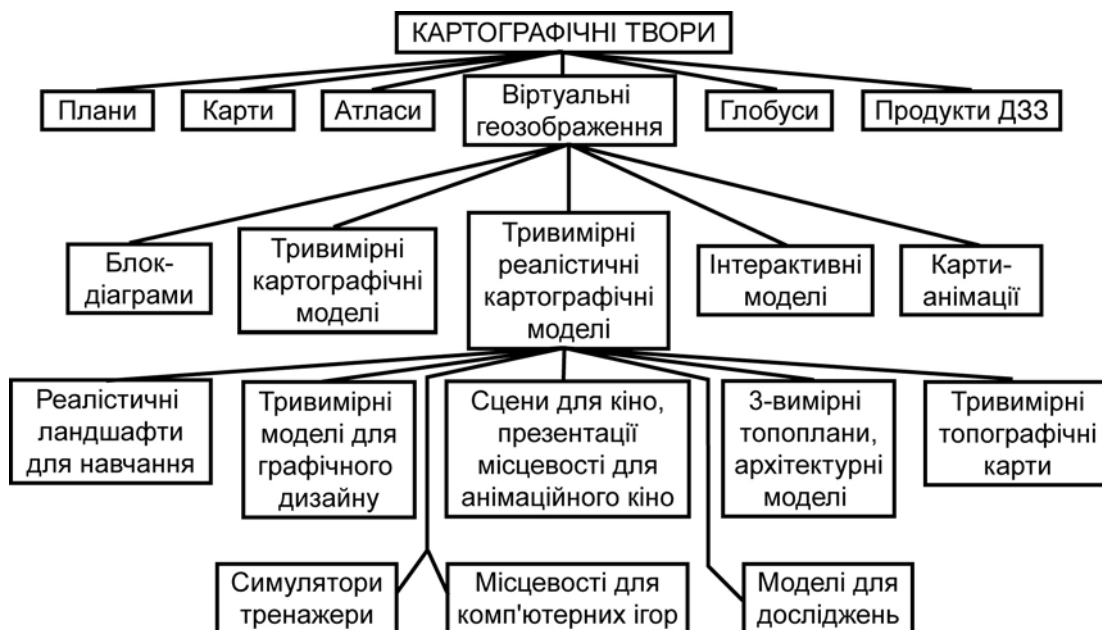 КАРТОГРАФІЧНІ ТВОРИ
Плани
Карти
Атласи
Віртуальні
геозображення
Глобуси
Продукти ДЗЗ
Блок-
діаграми
Тривимірні
картографічні
моделі
Тривимірні
реалістичні
картографічні
моделі
Інтерактивні
моделі
Карти-
анімації
Реалістичні
ландшафти
для навчання
Тривимірні
моделі для
графічного
дизайну
Сцени для кіно,
презентації
місцевості для
анімаційного кіно
3-вимірні
топоплани,
архітектурні
моделі
Тривимірні
топографічні
карти
Симулятори
тренажери
Місцевості для
комп'ютерних ігор
Моделі для
досліджень